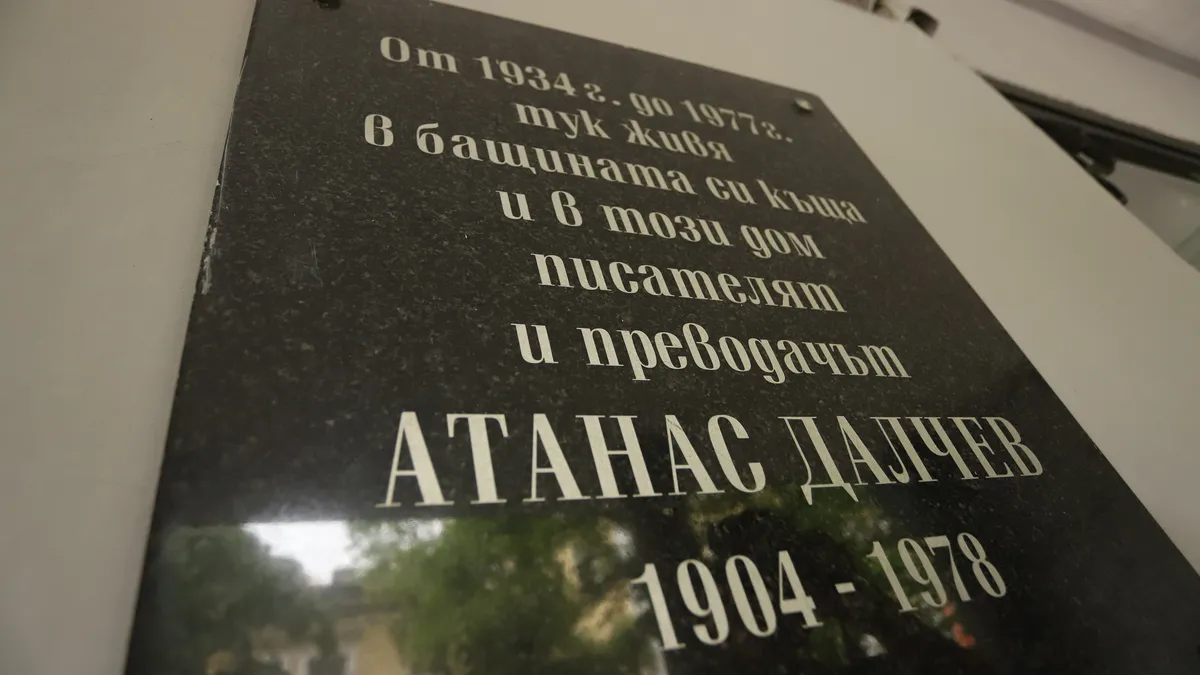 От 1934 г. до 1977 г.
тук живя
в бащината си къща
и в този дом
писателят
и преводачът
АТАНАС ДАЛЧЕВ
1904 - 1978